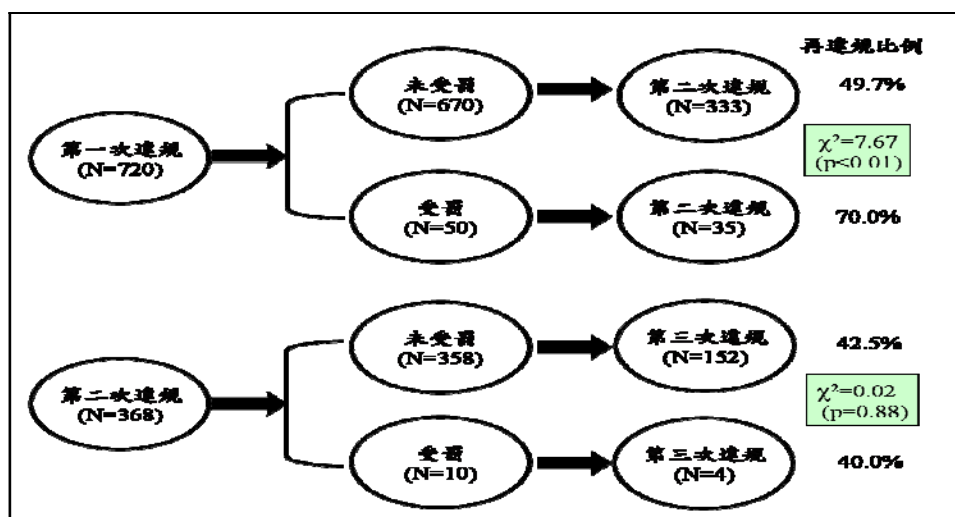 再違規比例
未受罰
(N=670)
第二次違規
(N=333)
49.7%
第一次違規
(N=720)
χ²=7.67
(p<0.01)
受罰
(N=50)
第二次違規
(N=35)
70.0%
未受罰
(N=358)
第三次違規
(N=152)
42.5%
第二次違規
(N=368)
χ²=0.02
(p=0.88)
受罰
(N=10)
第三次違規
(N=4)
40.0%